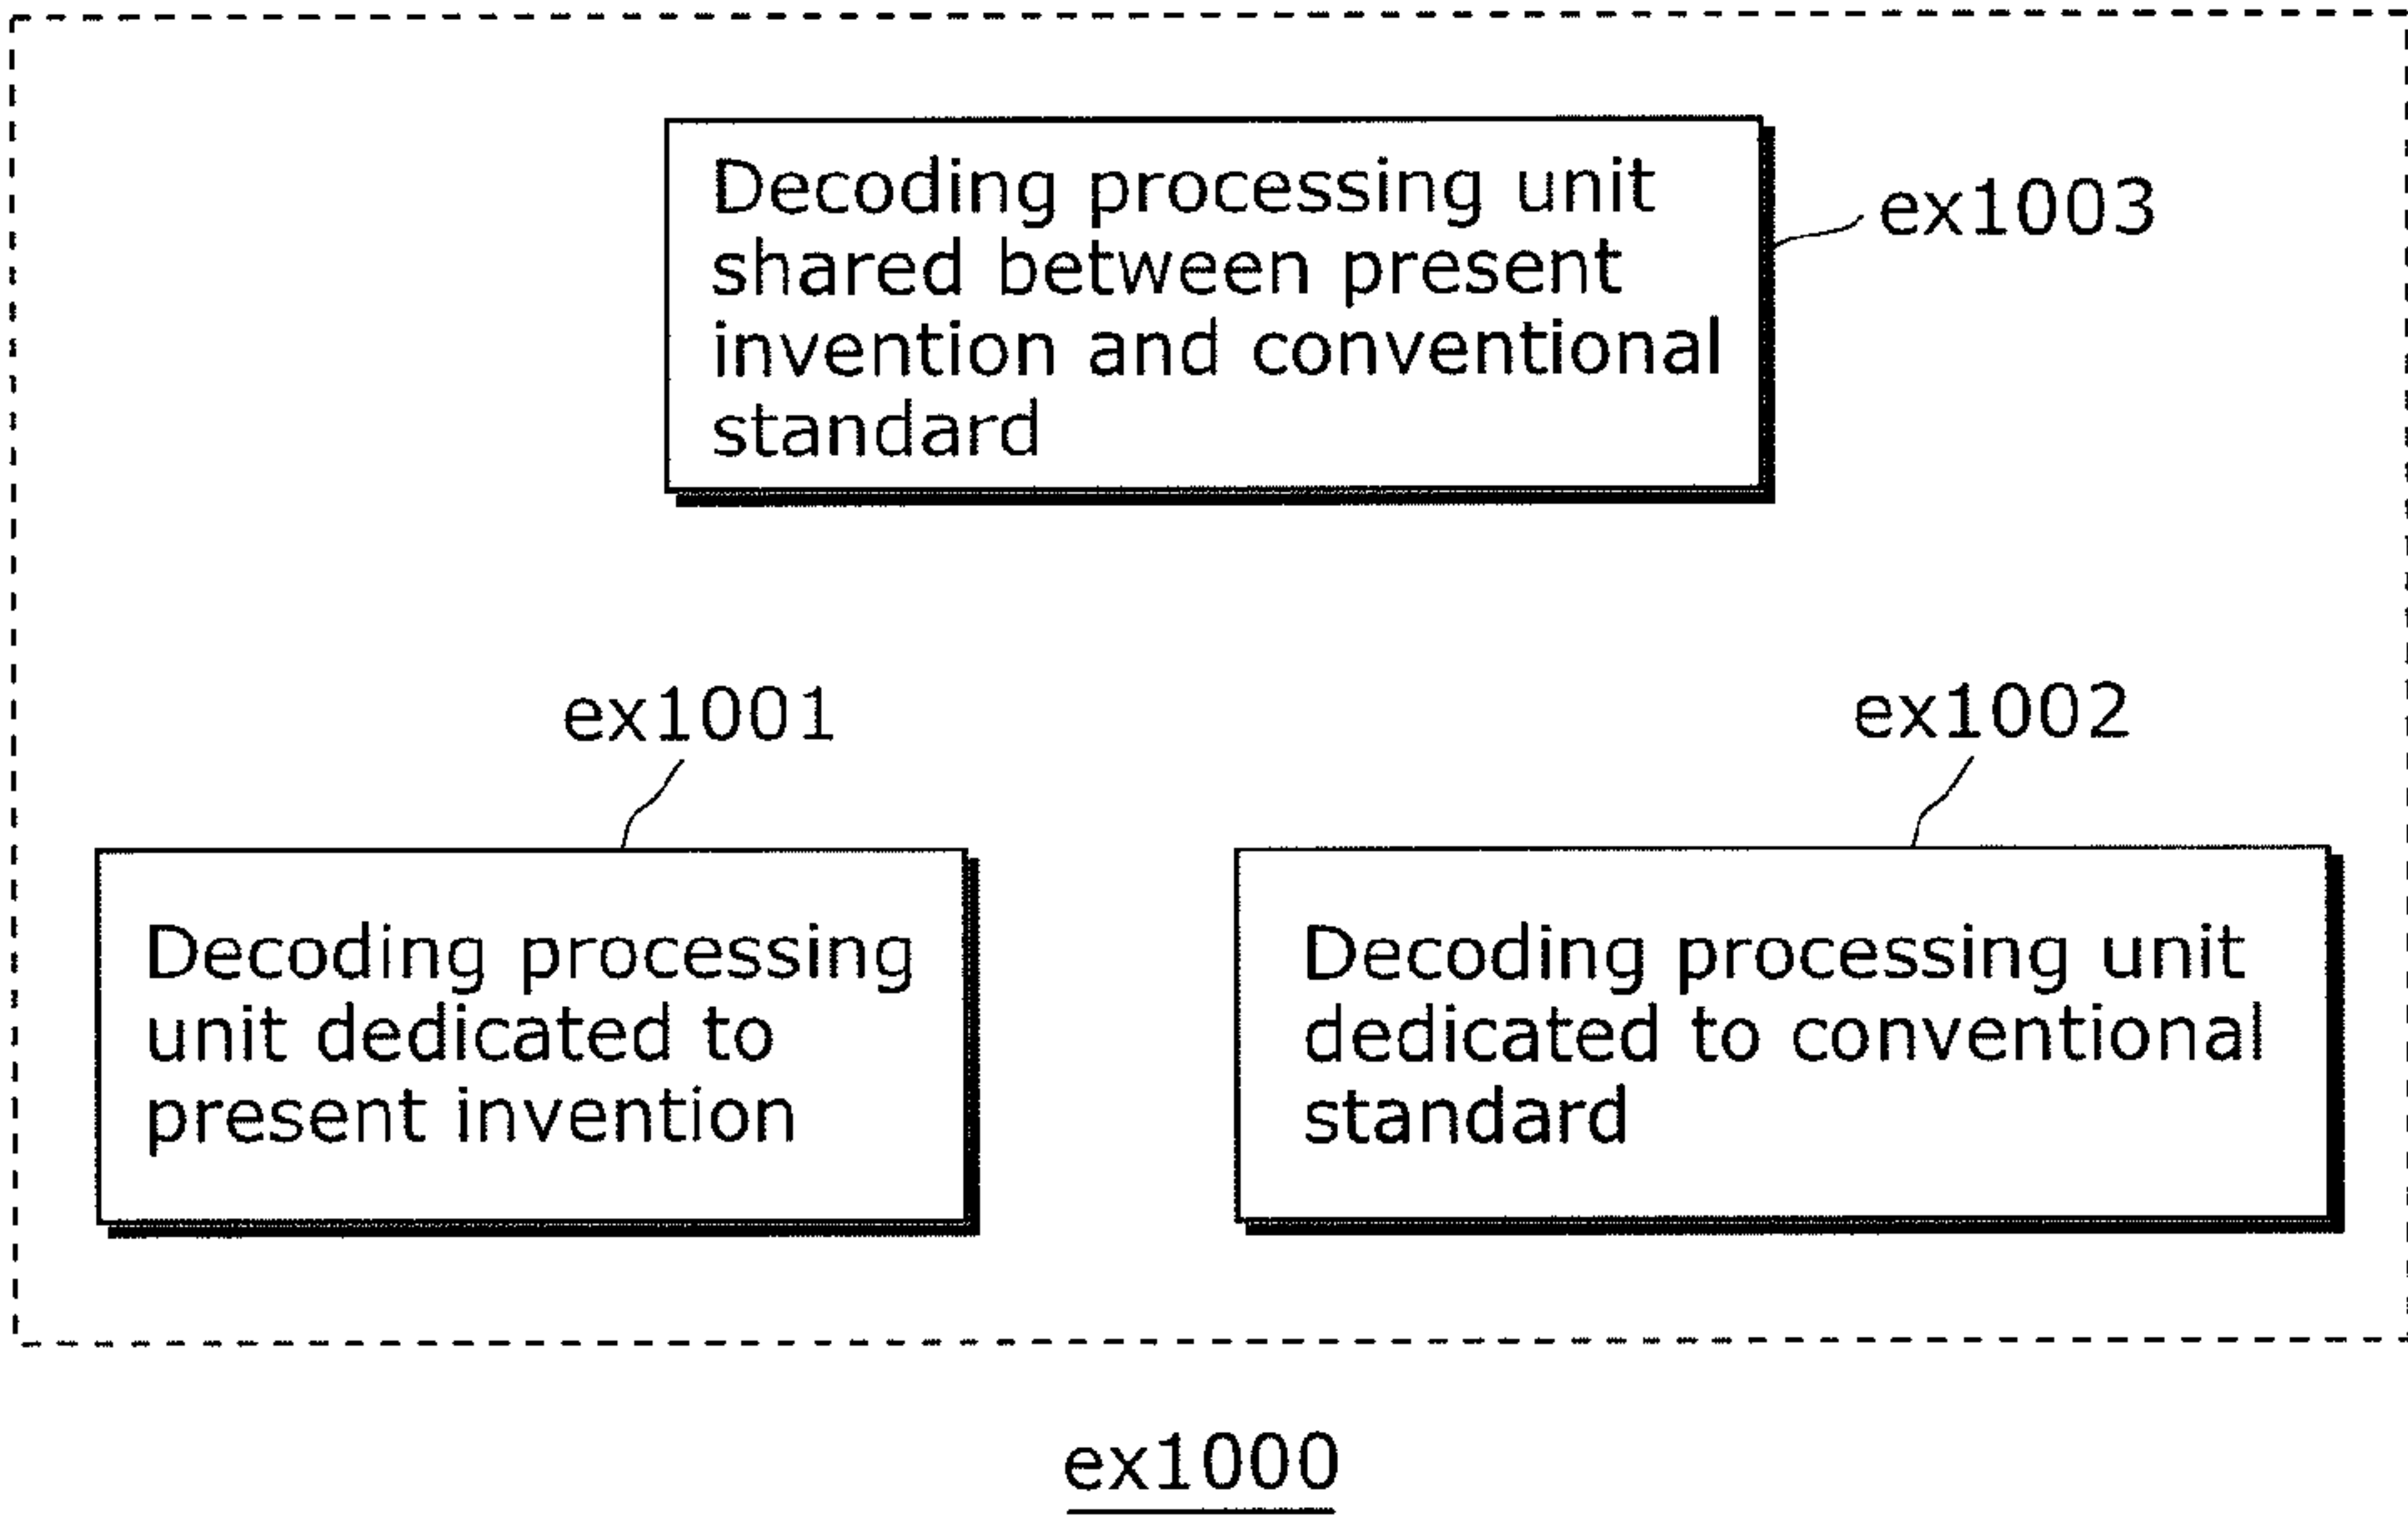 Decoding processing unit
shared between present
invention and conventional
standard
ex1003
ex1001
ex1002
Decoding processing
unit dedicated to
present invention
Decoding processing unit
dedicated to conventional
standard
ex1000